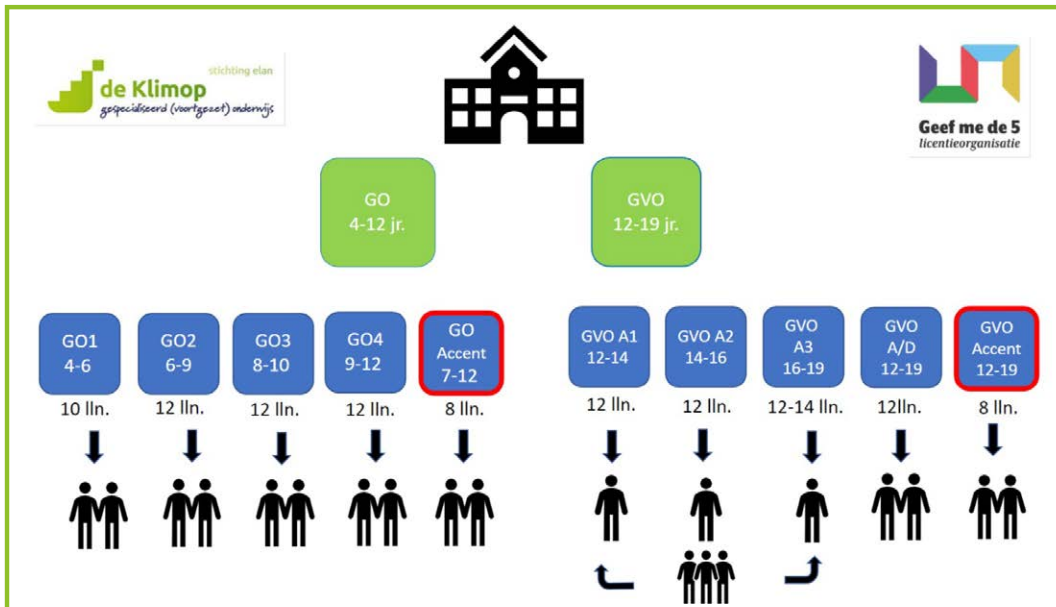 stichting elan
de Klimop
gespecialiseerd (voortgezet) onderwijs
Geef me de 5
licentieorganisatie
GO
4-12 jr.
GVO
12-19 jr.
GO1
4-6
GO2
6-9
GO3
8-10
GO4
9-12
GO
Accent
7-12
GVO A1
12-14
GVO A2
14-16
GVO
A3
16-19
GVO
A/D
12-19
GVO
Accent
12-19
10 lln.
12 lln.
12 lln.
12 lln.
8 lln.
12 lln.
12 lln.
12-14 lln.
12lln.
8 lln.